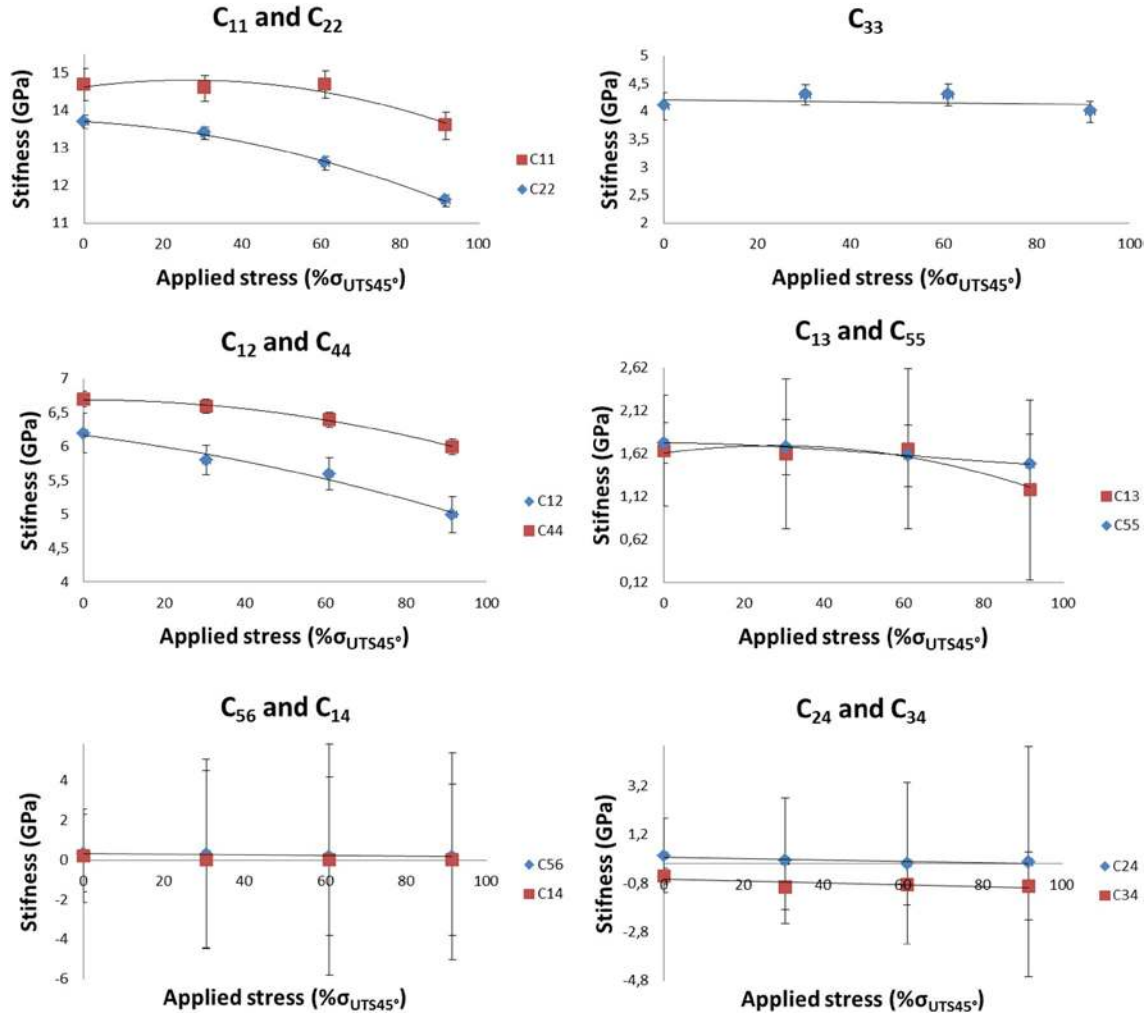 C11 and C22
Stifness (GPa)
15
14
13
12
11
0 20 40 60 80 100
Applied stress (%σUTS45°)
C11
C22
C33
Stifness (GPa)
5
4,5
4
3,5
3
2,5
2
0 20 40 60 80 100
Applied stress (%σUTS45°)
C12 and C44
Stifness (GPa)
7
6,5
6
5,5
5
4,5
4
0 20 40 60 80 100
Applied stress (%σUTS45°)
C12
C44
C13 and C55
Stifness (GPa)
2,62
2,12
1,62
1,12
0,62
0,12
0 20 40 60 80 100
Applied stress (%σUTS45°)
C13
C55
C56 and C14
Stifness (GPa)
4
2
0
-2
-4
-6
0 20 40 60 80 100
Applied stress (%σUTS45°)
C56
C14
C24 and C34
Stifness (GPa)
3,2
1,2
-0,8
-2,8
-4,8
0 20 40 60 80 100
Applied stress (%σUTS45°)
C24
C34